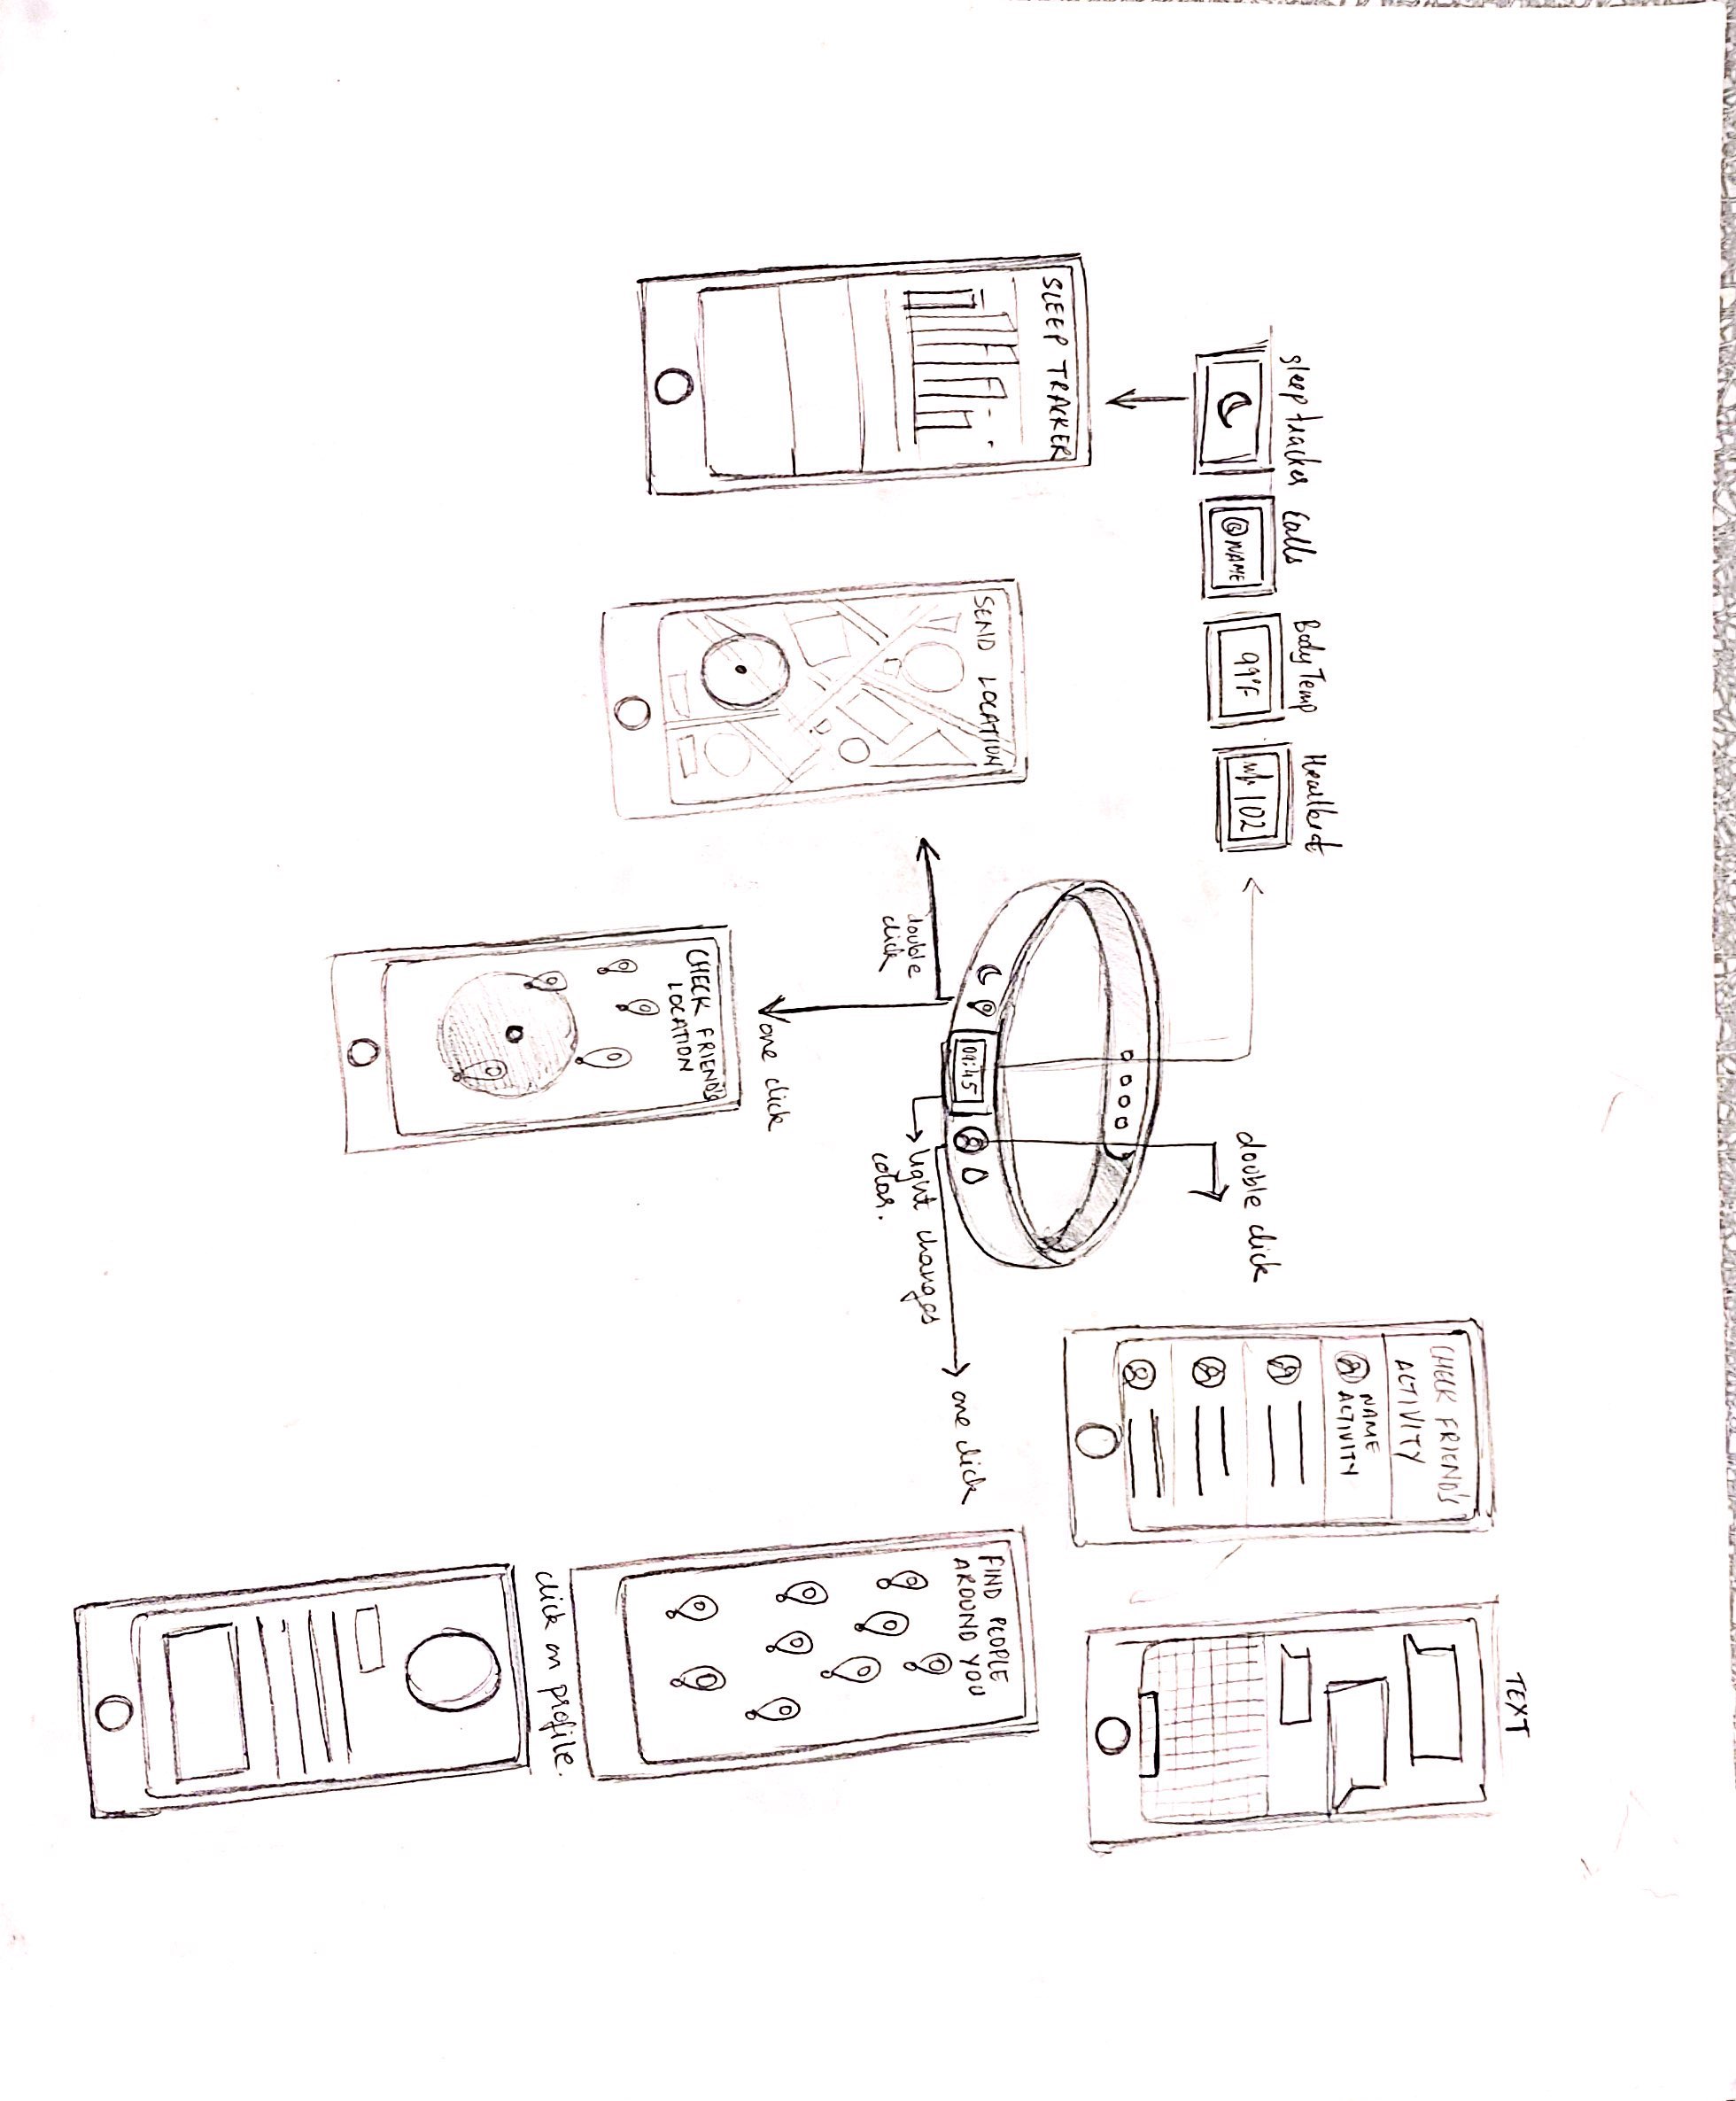 TEXT
CHECK FRIEND'S
ACTIVITY
NAME
ACTIVITY
sleep tracker
Calls
Body Temp
Heartbeat
NAME
99°F
102
double click
SLEEP TRACKER
SEND LOCATION
09:45
one click
double
click
light changes
color.
FIND PEOPLE
AROUND YOU
one click
CHECK FRIEND'S
LOCATION
click on profile.